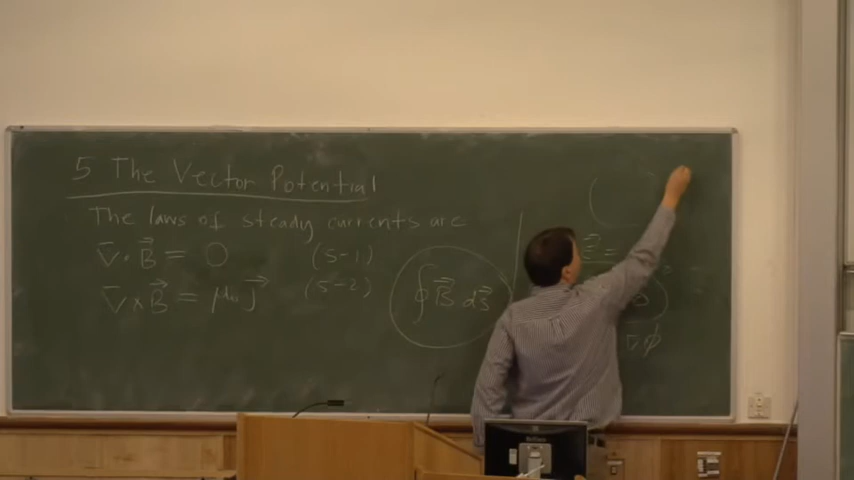 5 The Vector Potential
The laws of steady currents are
∇̄ · B⃗ = 0 (5-1)
∇̄ × B⃗ = μ₀ j⃗ (5-2)
∮ B⃗ ds⃗
∇̄ φ